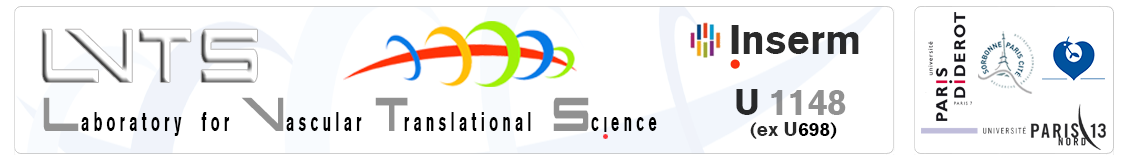 LVTS
Laboratory for Vascular Translational Science
Inserm
U 1148
(ex U698)
université
PARIS
DIDEROT
PARIS 7
SORBONNE PARIS CITÉ
UNIVERSITÉ PARIS 13
NORD